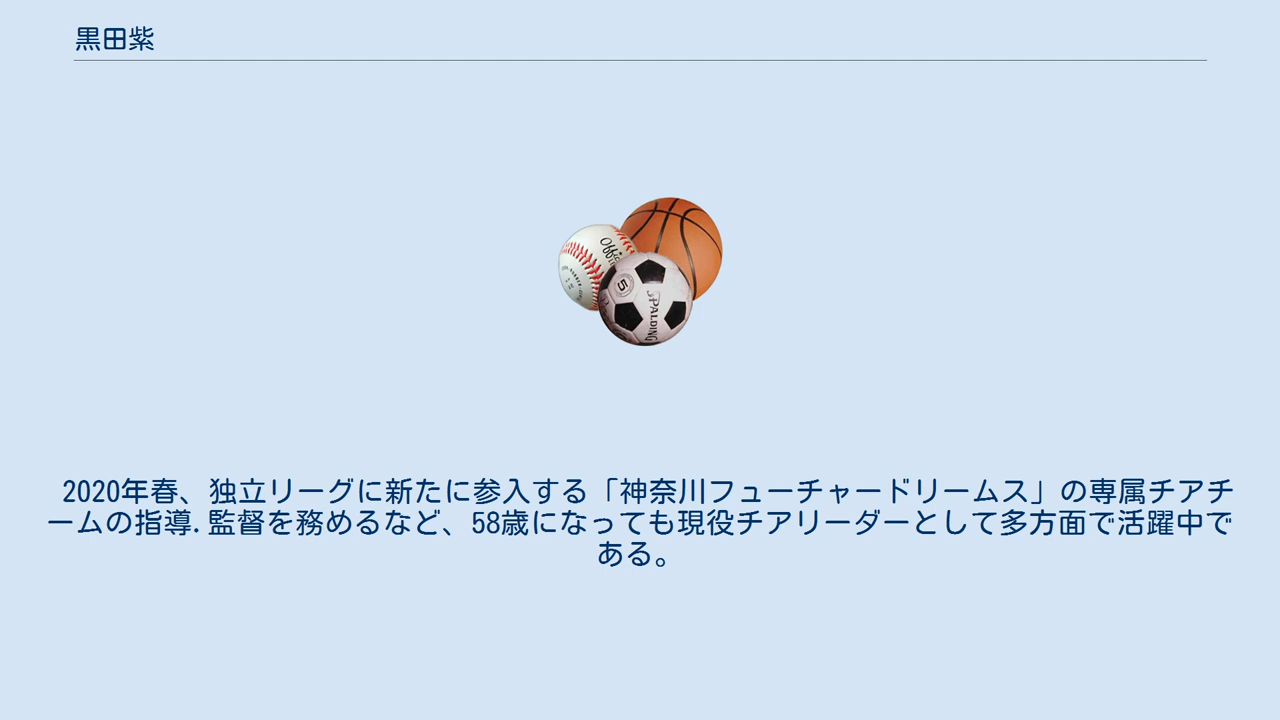 黒田紫
Offic
5
SPALDING
2020年春、独立リーグに新たに参入する「神奈川フューチャードリームス」の専属チアチ
ームの指導.監督を務めるなど、58歳になっても現役チアリーダーとして多方面で活躍中で
ある。